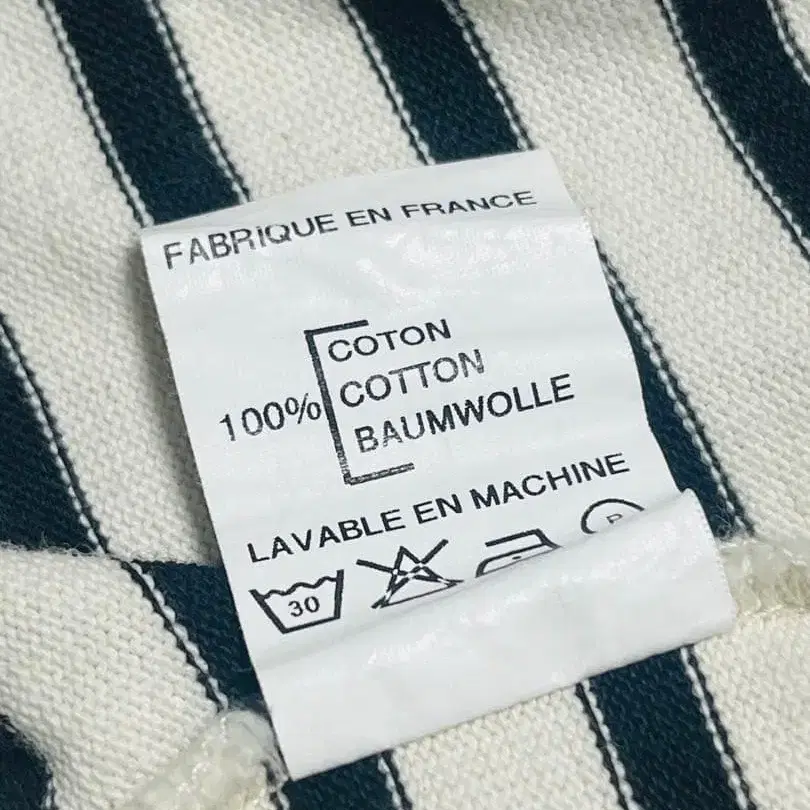 FABRIQUE EN FRANCE
100%
COTON
COTTON
BAUMWOLLE
LAVABLE EN MACHINE
30